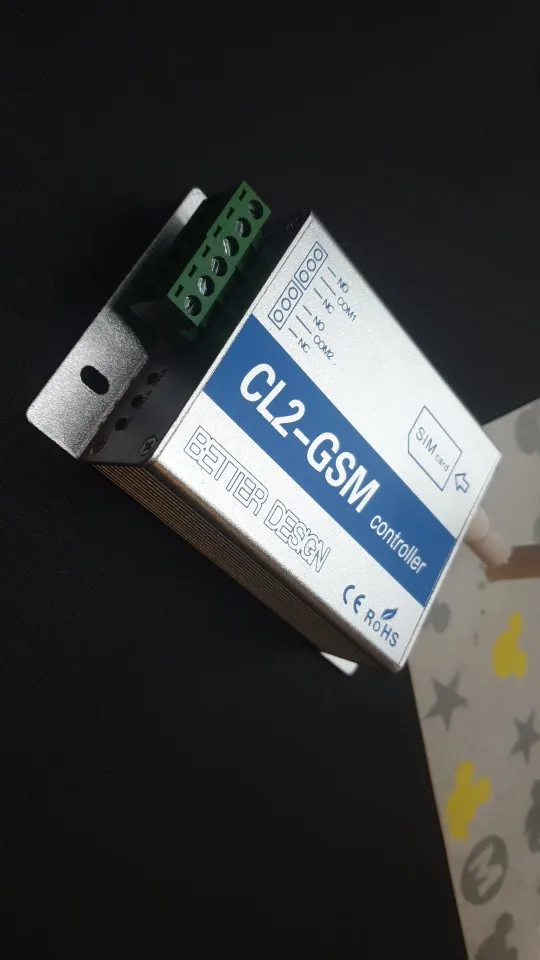 NO
COM1
NC
NO
COM2
NC
SIM card
CL2-GSM controller
BETTER DESIGN
CE RoHS